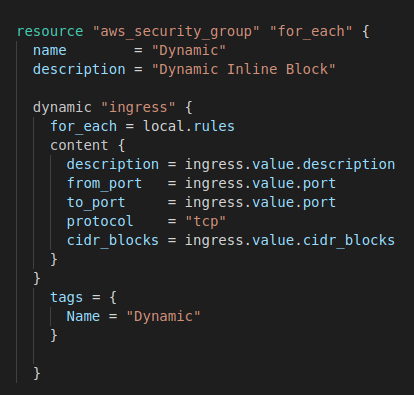 resource "aws_security_group" "for_each" {
  name        = "Dynamic"
  description = "Dynamic Inline Block"

  dynamic "ingress" {
    for_each = local.rules
    content {
      description = ingress.value.description
      from_port   = ingress.value.port
      to_port     = ingress.value.port
      protocol    = "tcp"
      cidr_blocks = ingress.value.cidr_blocks
    }
  }
    tags = {
      Name = "Dynamic"
    }

  }